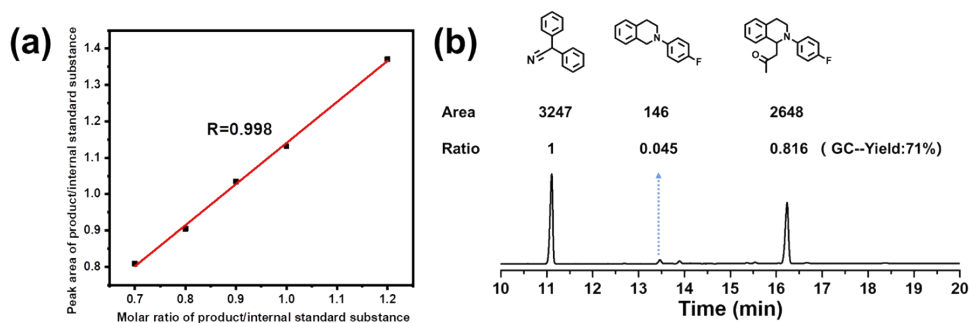 (a)
Peak area of product/internal standard substance
1.4
1.3
1.2
1.1
1.0
0.9
0.8
R=0.998
0.7 0.8 0.9 1.0 1.1 1.2
Molar ratio of product/internal standard substance
(b)
N
N
F
N
O
F
Area 3247 146 2648
Ratio 1 0.045 0.816 ( GC--Yield:71%)
10 11 12 13 14 15 16 17 18 19 20
Time (min)